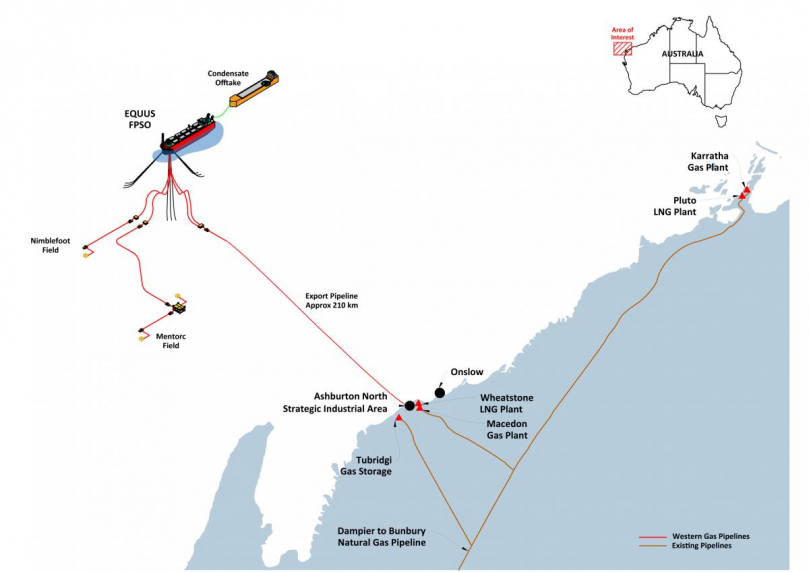 Area of
Interest
AUSTRALIA
Condensate
Offtake
EQUUS
FPSO
Karratha
Gas Plant
Pluto
LNG Plant
Nimblefoot
Field
Export Pipeline
Approx 210 km
Mentorc
Field
Onslow
Ashburton North
Strategic Industrial Area
Wheatstone
LNG Plant
Macedon
Gas Plant
Tubridgi
Gas Storage
Dampier to Bunbury
Natural Gas Pipeline
Western Gas Pipelines
Existing Pipelines